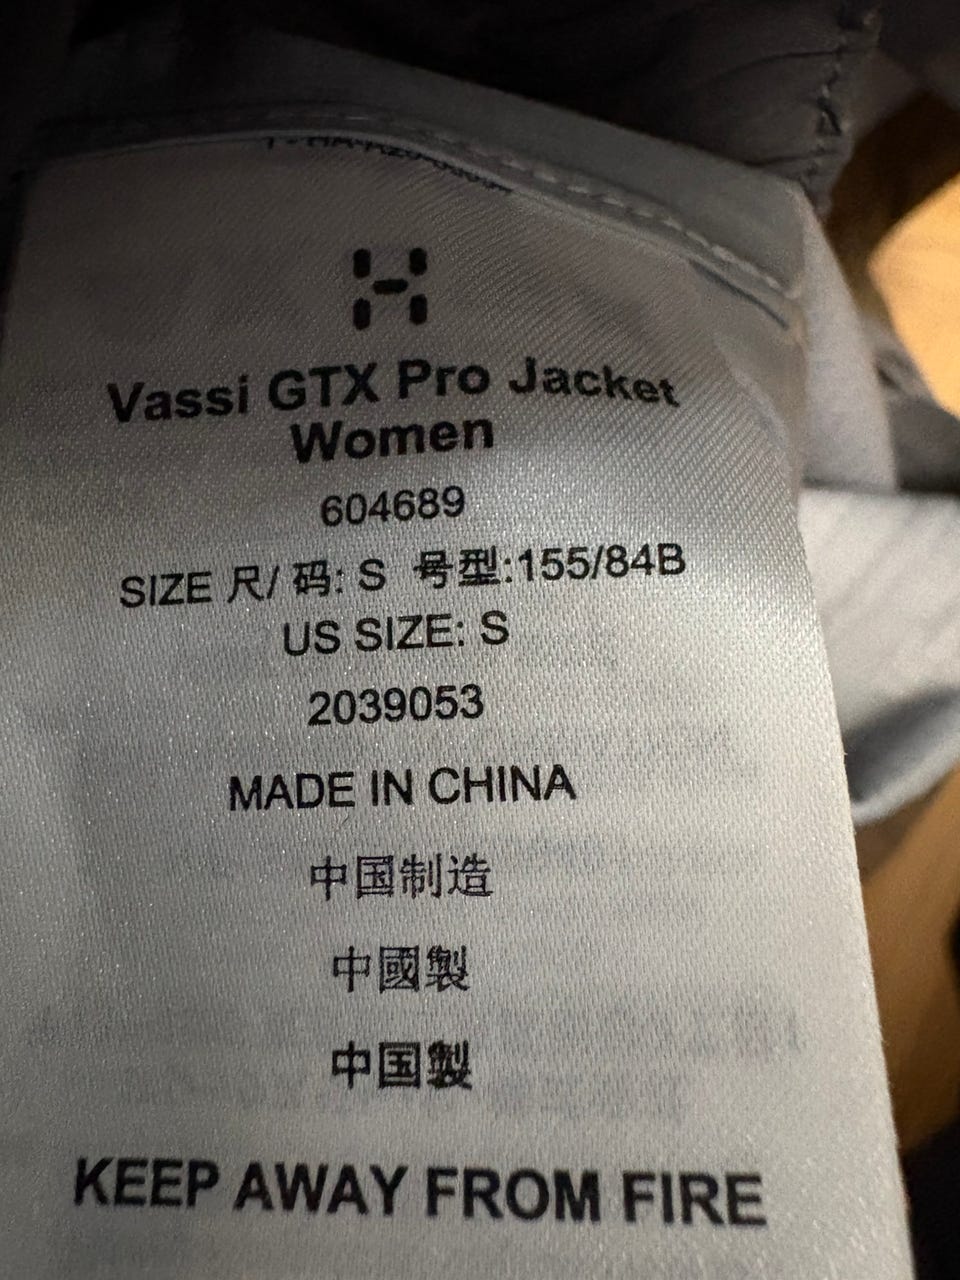 Vassi GTX Pro Jacket
Women
604689
SIZE 尺/ 码: S 号型:155/84B
US SIZE: S
2039053
MADE IN CHINA
中国制造
中國製
中国製
KEEP AWAY FROM FIRE